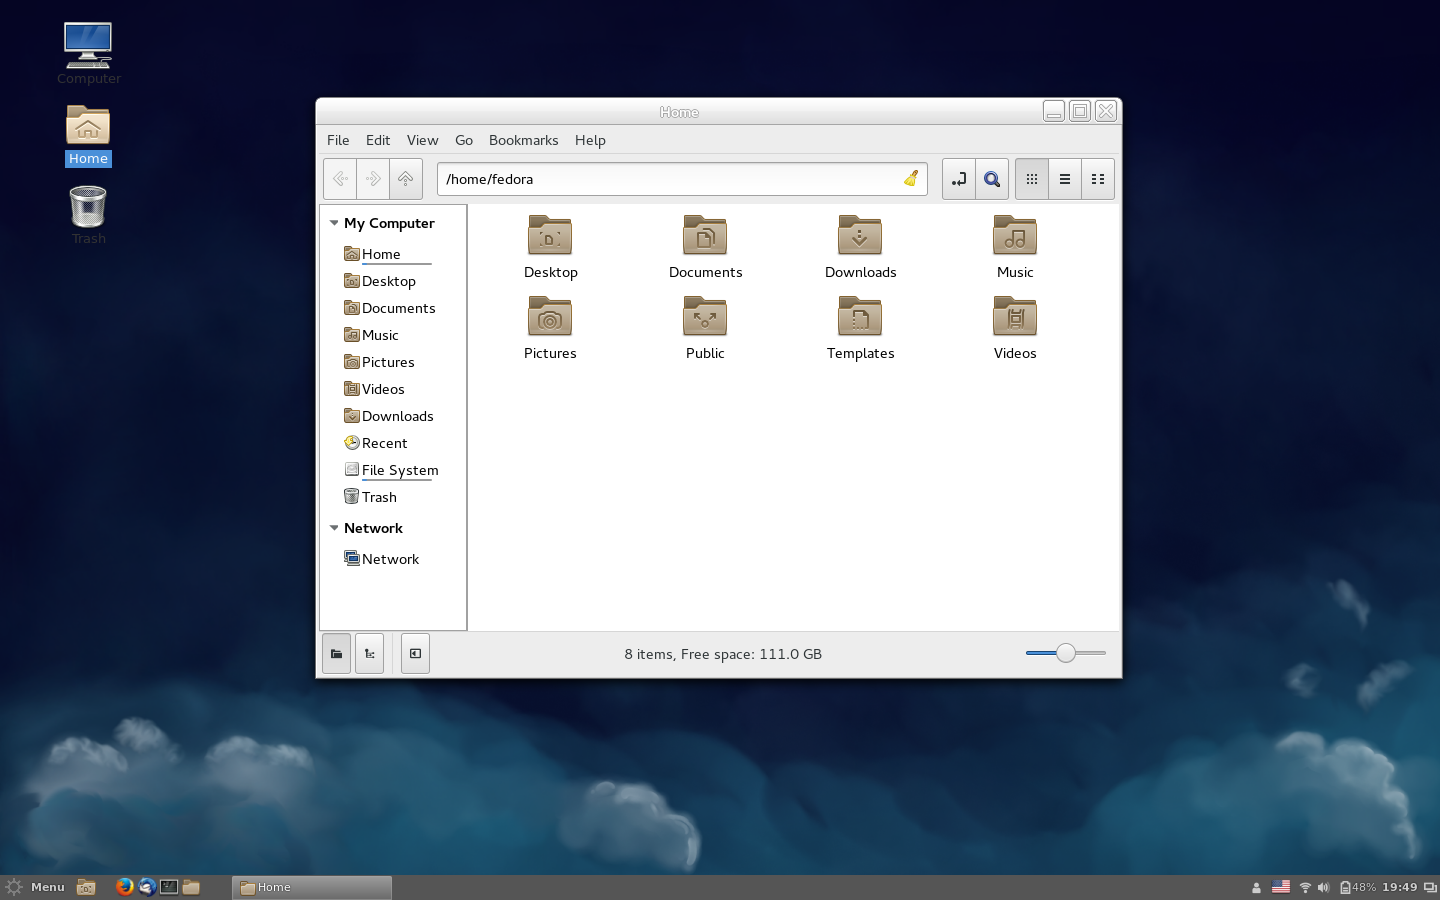 Computer
Home
Trash
Home
File Edit View Go Bookmarks Help
/home/fedora
My Computer
Home
Desktop
Documents
Music
Pictures
Videos
Downloads
Recent
File System
Trash
Network
Network
Desktop Documents Downloads Music
Pictures Public Templates Videos
8 items, Free space: 111.0 GB
Menu Home 48% 19:49